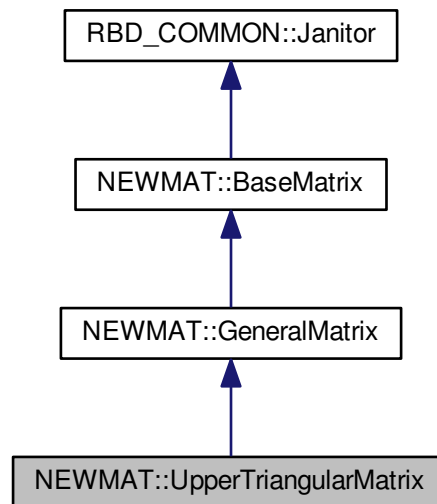 RBD_COMMON::Janitor
NEWMAT::BaseMatrix
NEWMAT::GeneralMatrix
NEWMAT::UpperTriangularMatrix